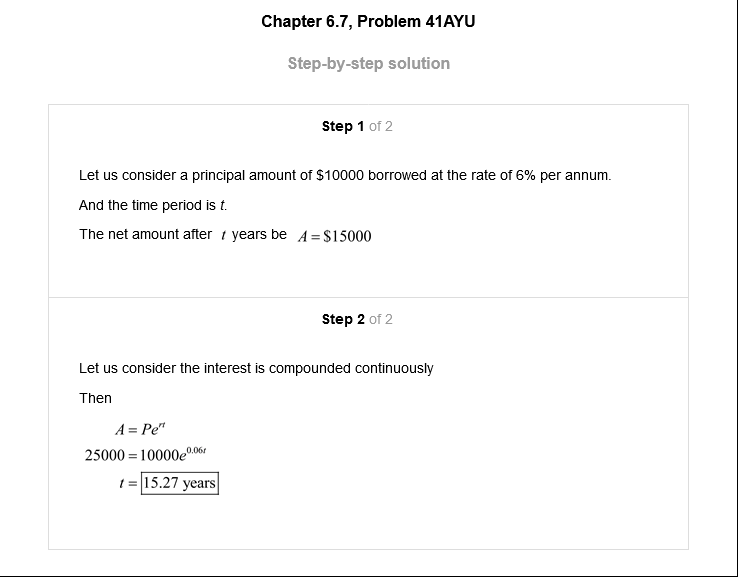 Chapter 6.7, Problem 41AYU
Step-by-step solution
Step 1 of 2
Let us consider a principal amount of $10000 borrowed at the rate of 6% per annum.
And the time period is t.
The net amount after t years be A = $15000
Step 2 of 2
Let us consider the interest is compounded continuously
Then
A = Pe^{rt}
25000 = 10000e^{0.06t}
t = 15.27 years